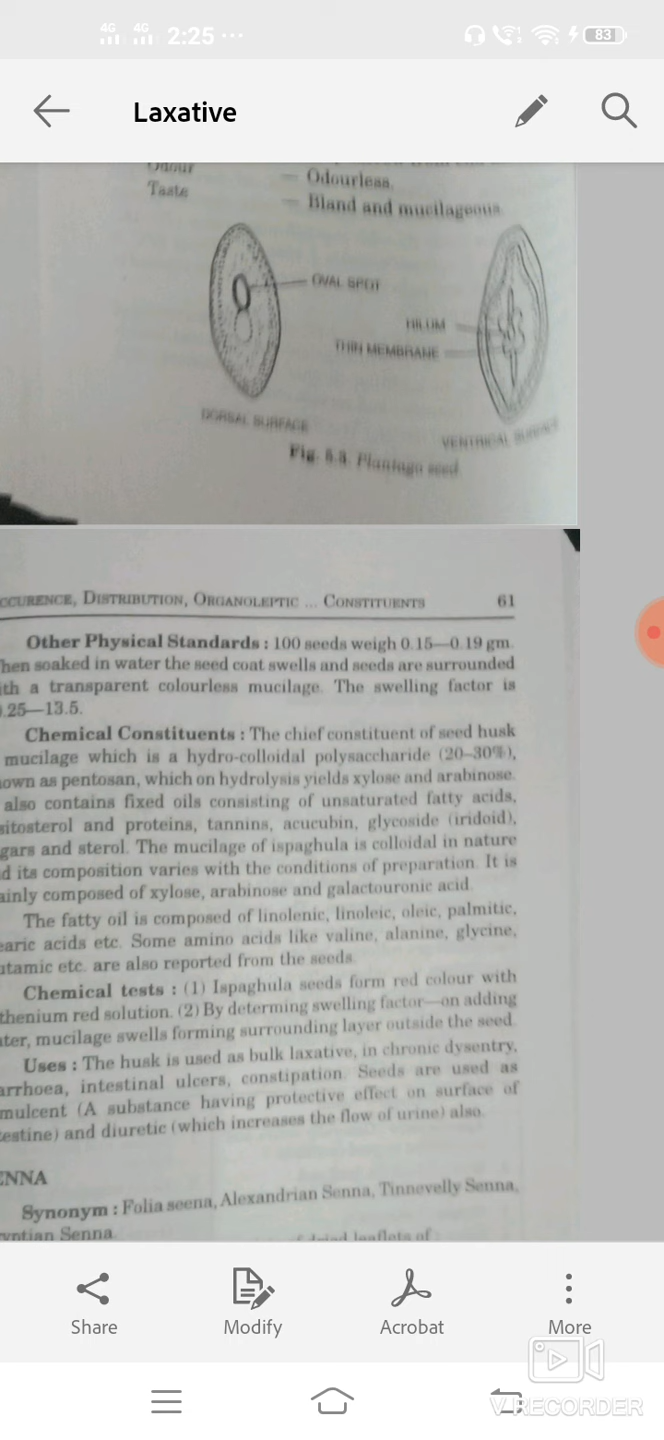 4G 4G 2:25 ...
83
Laxative
Odour
— Odourless.
Taste
— Bland and mucilageous
OVAL SPOT
HILUM
THIN MEMBRANE
DORSAL SURFACE
VENTRICAL SURFACE
Fig. 5.3. Plantago seed
CCURENCE, DISTRIBUTION, ORGANOLEPTIC ... CONSTITUENTS 61
Other Physical Standards : 100 seeds weigh 0.15—0.19 gm.
hen soaked in water the seed coat swells and seeds are surrounded
ith a transparent colourless mucilage. The swelling factor is
.25—13.5.
Chemical Constituents : The chief constituent of seed husk
mucilage which is a hydro-colloidal polysaccharide (20–30%),
own as pentosan, which on hydrolysis yields xylose and arabinose.
also contains fixed oils consisting of unsaturated fatty acids,
sitosterol and proteins, tannins, acucubin, glycoside (iridoid),
gars and sterol. The mucilage of ispaghula is colloidal in nature
d its composition varies with the conditions of preparation. It is
ainly composed of xylose, arabinose and galactouronic acid.
The fatty oil is composed of linolenic, linoleic, oleic, palmitic,
earic acids etc. Some amino acids like valine, alanine, glycine,
utamic etc. are also reported from the seeds.
Chemical tests : (1) Ispaghula seeds form red colour with
thenium red solution. (2) By determing swelling factor—on adding
ater, mucilage swells forming surrounding layer outside the seed.
Uses : The husk is used as bulk laxative, in chronic dysentry,
arrhoea, intestinal ulcers, constipation. Seeds are used as
mulcent (A substance having protective effect on surface of
testine) and diuretic (which increases the flow of urine) also.
ENNA
Synonym : Folia seena, Alexandrian Senna, Tinnevelly Senna,
yptian Senna.
dried leaflets of
Share
Modify
Acrobat
More
V RECORDER